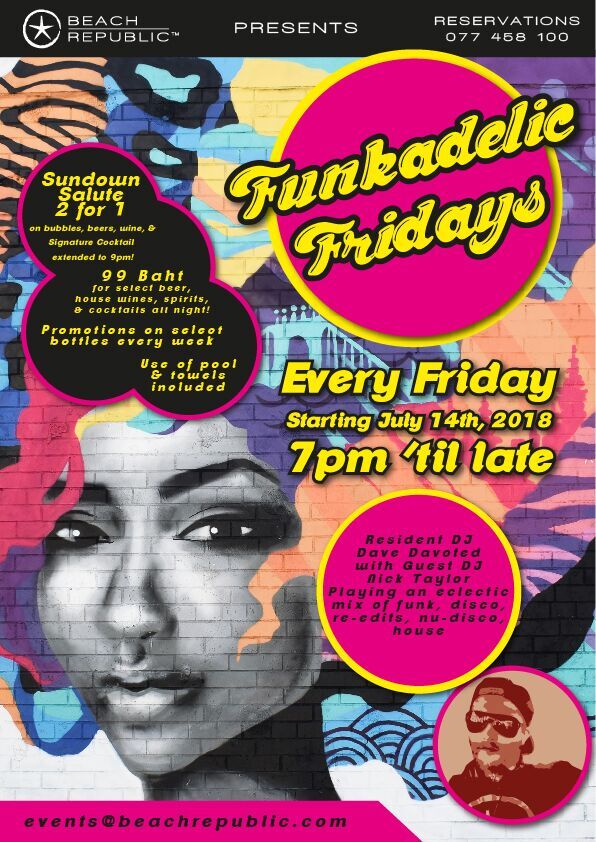 BEACH
REPUBLIC™
PRESENTS
RESERVATIONS
077 458 100
Funkadelic
Fridays
Sundown
Salute
2 for 1
on bubbles, beers, wine, &
Signature Cocktail
extended to 9pm!
99 Baht
for select beer,
house wines, spirits,
& cocktails all night!
Promotions on select
bottles every week
Use of pool
& towels
included
Every Friday
Starting July 14th, 2018
7pm 'til late
Resident DJ
Dave Davoted
with Guest DJ
Nick Taylor
Playing an eclectic
mix of funk, disco,
re-edits, nu-disco,
house
events@beachrepublic.com